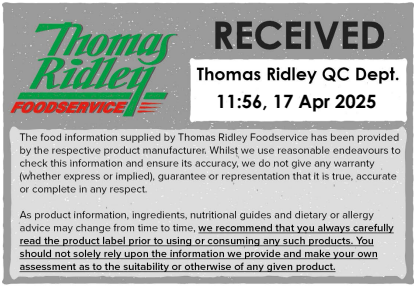 Thomas
Ridley
FOODSERVICE
RECEIVED
Thomas Ridley QC Dept.
11:56, 17 Apr 2025
The food information supplied by Thomas Ridley Foodservice has been provided
by the respective product manufacturer. Whilst we use reasonable endeavours to
check this information and ensure its accuracy, we do not give any warranty
(whether express or implied), guarantee or representation that it is true, accurate
or complete in any respect.
As product information, ingredients, nutritional guides and dietary or allergy
advice may change from time to time, we recommend that you always carefully
read the product label prior to using or consuming any such products. You
should not solely rely upon the information we provide and make your own
assessment as to the suitability or otherwise of any given product.